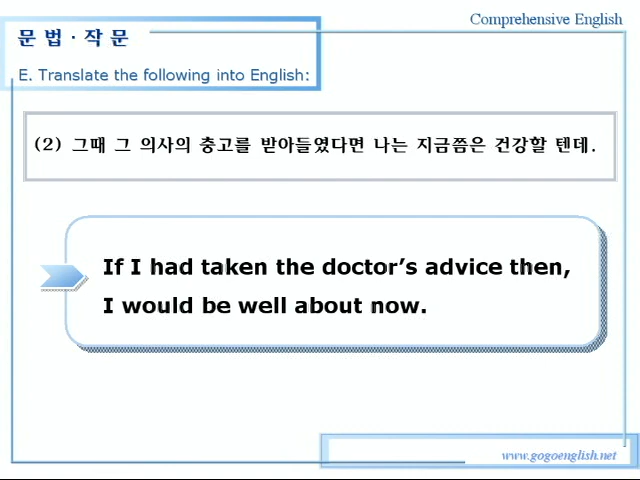 Comprehensive English
문 법 · 작 문
E. Translate the following into English:
(2) 그때 그 의사의 충고를 받아들였다면 나는 지금쯤은 건강할 텐데.
If I had taken the doctor’s advice then,
I would be well about now.
www.gogoenglish.net